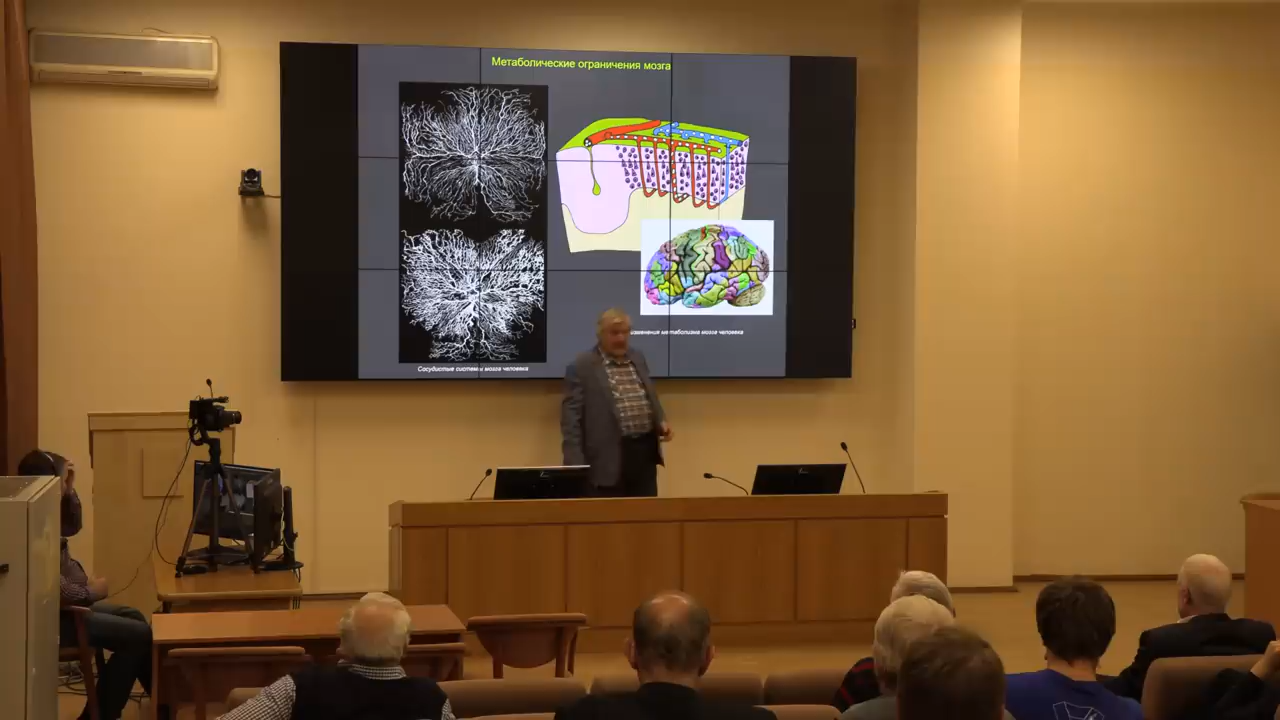 Метаболические ограничения мозга
изменения метаболизма мозга человека
Сосудистые системы мозга человека